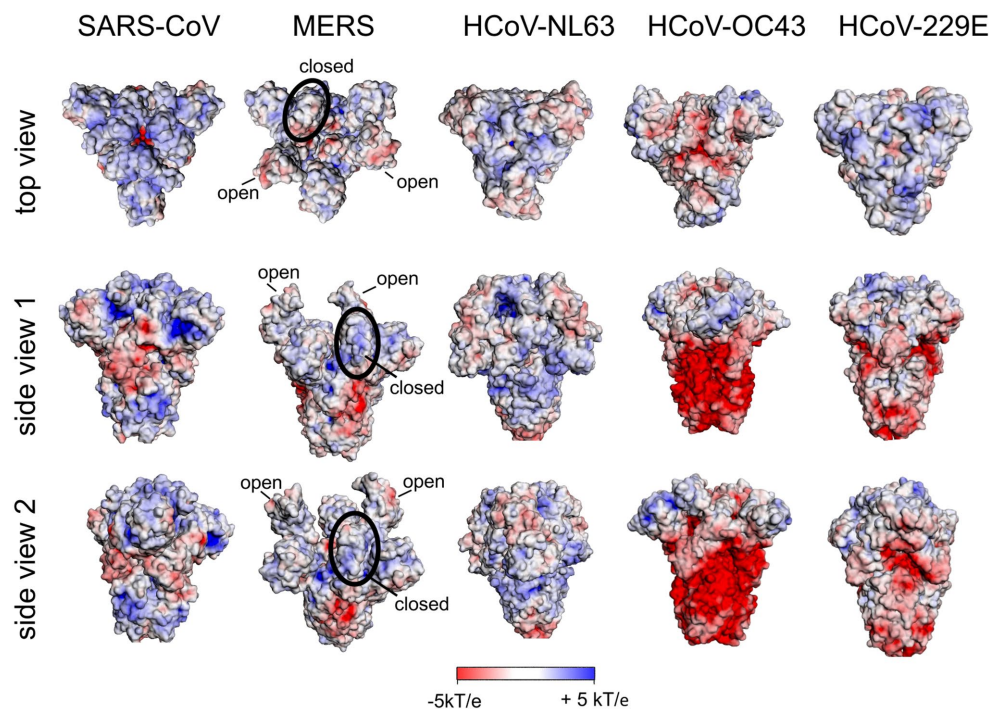 SARS-CoV MERS HCoV-NL63 HCoV-OC43 HCoV-229E
top view
closed
open
open
side view 1
open
open
closed
side view 2
open
open
closed
-5kT/e + 5 kT/e